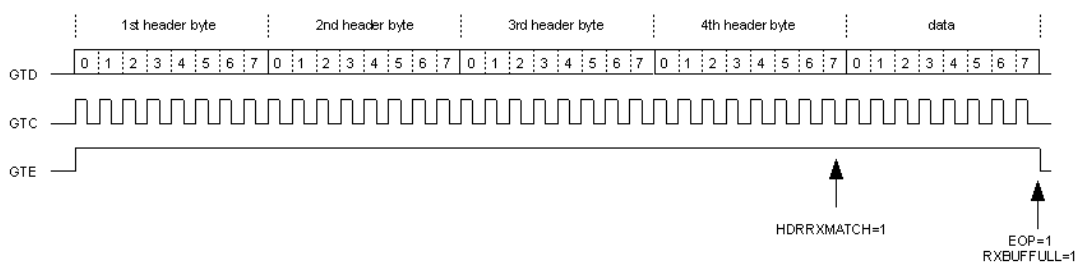 1st header byte 2nd header byte 3rd header byte 4th header byte data
GTD 0 1 2 3 4 5 6 7 0 1 2 3 4 5 6 7 0 1 2 3 4 5 6 7 0 1 2 3 4 5 6 7 0 1 2 3 4 5 6 7
GTC
GTE
HDRRXMATCH=1
EOP=1
RXBUFFULL=1